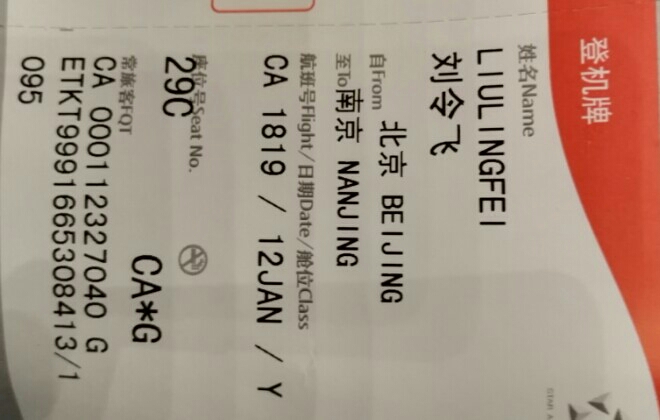 登机牌
姓名Name
LIULINGFEI
刘令飞
自From 北京 BEIJING
至To 南京 NANJING
航班号Flight/日期Date/舱位Class
CA 1819 / 12JAN / Y
座位号Seat No.
29C
CA*G
常旅客FQT
CA 000112327040 G
ETKT9991665308413/1
095
STAR A